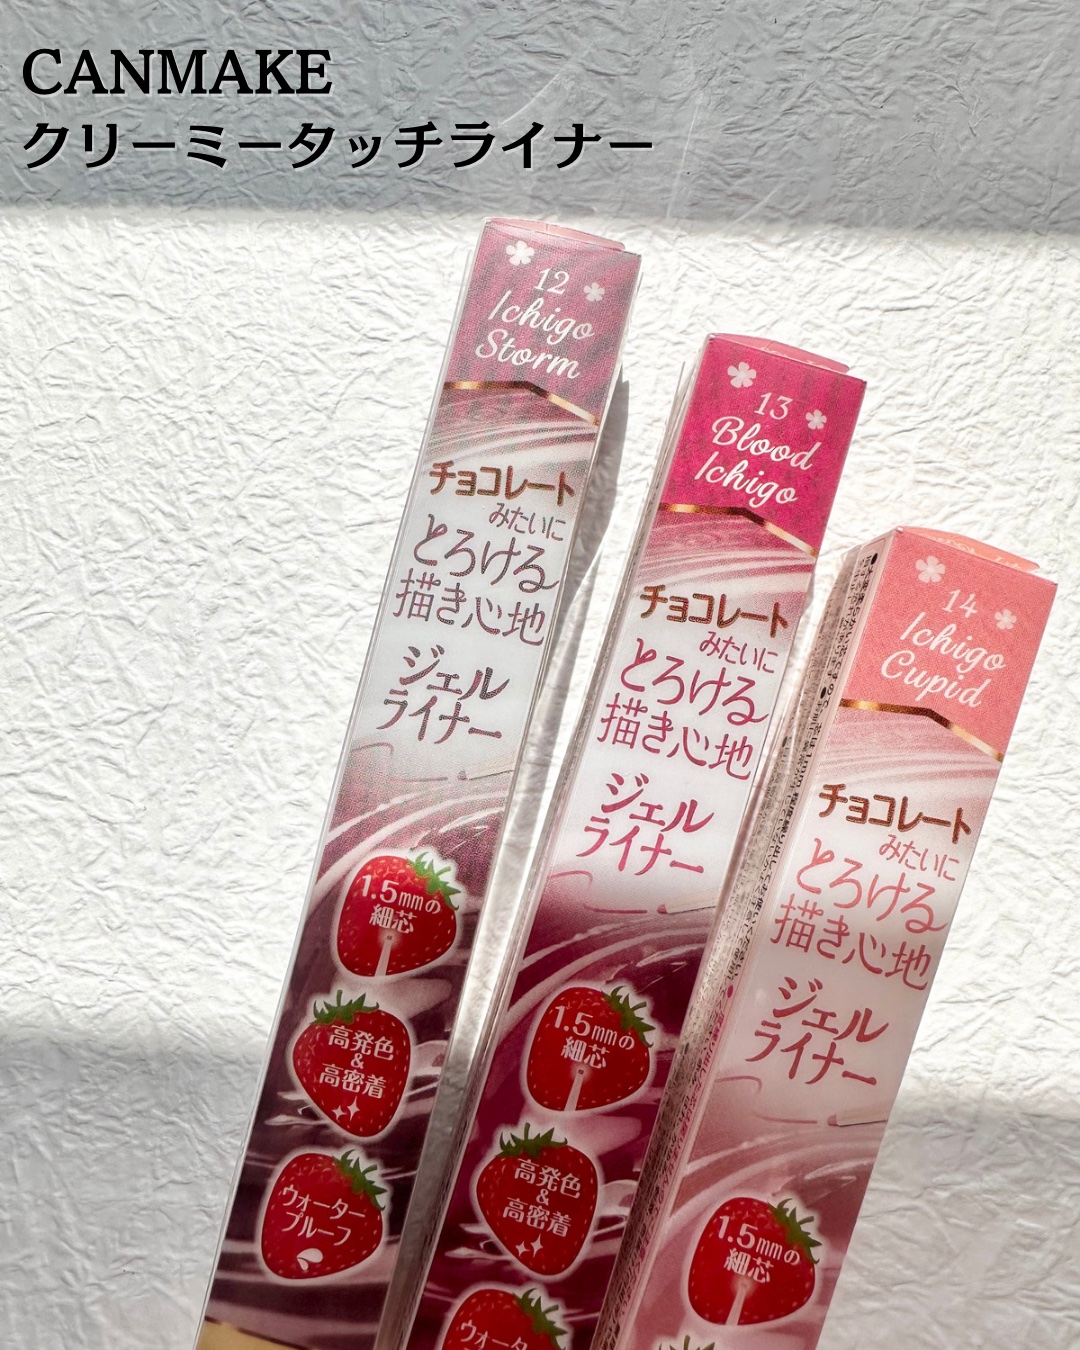 CANMAKE
クリーミータッチライナー
12
Ichigo
Storm
チョコレート
みたいに
とろける
描き心地
ジェル
ライナー
1.5mmの
細芯
高発色
&
高密着
ウォーター
プルーフ
13
Blood
Ichigo
チョコレート
みたいに
とろける
描き心地
ジェル
ライナー
1.5mmの
細芯
高発色
&
高密着
14
Ichigo
Cupid
チョコレート
みたいに
とろける
描き心地
ジェル
ライナー
1.5mmの
細芯